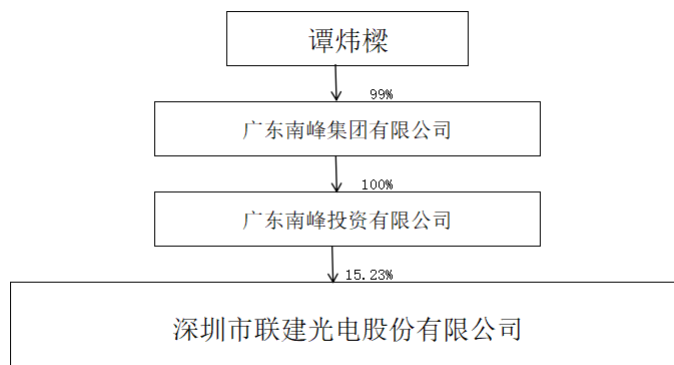 谭炜樑
99%
广东南峰集团有限公司
100%
广东南峰投资有限公司
15.23%
深圳市联建光电股份有限公司